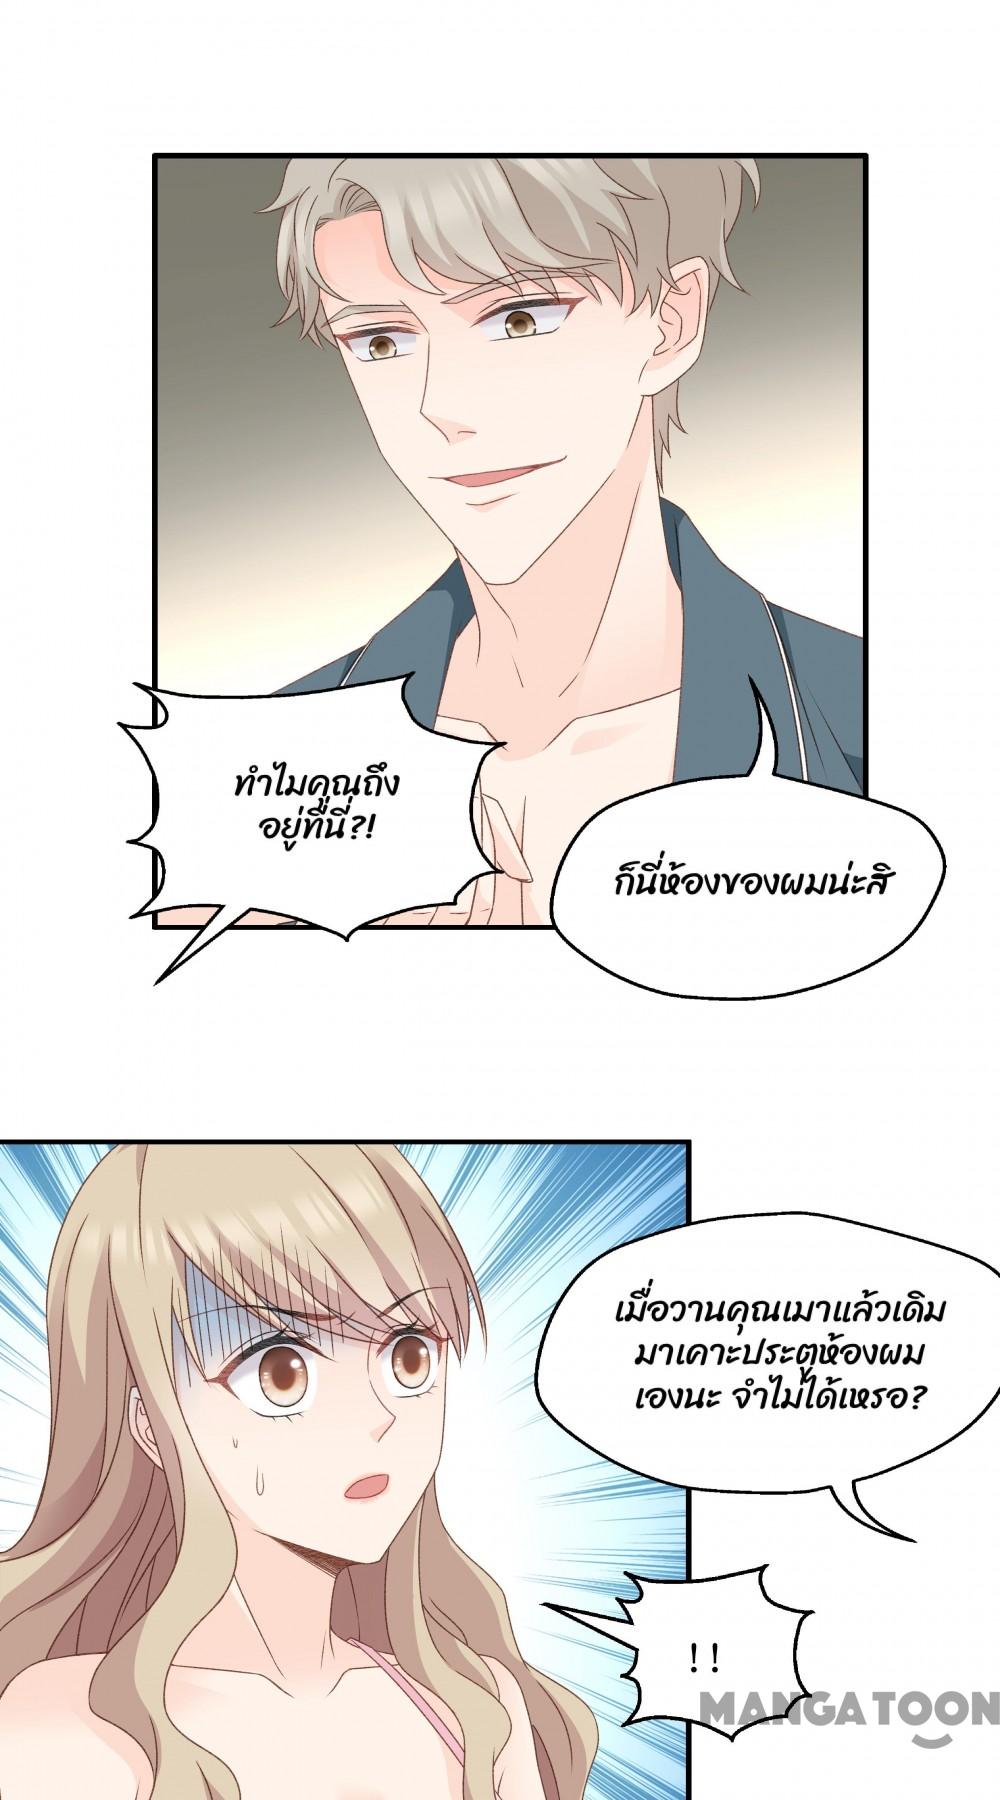 ทำไมคุณถึง
อยู่ที่นี่?!
ก็นี่ห้องของผมน่ะสิ
เมื่อวานคุณเมาแล้วเดิม
มาเคาะประตูห้องผม
เองนะ จำไม่ได้เหรอ?
!!
MANGATOON